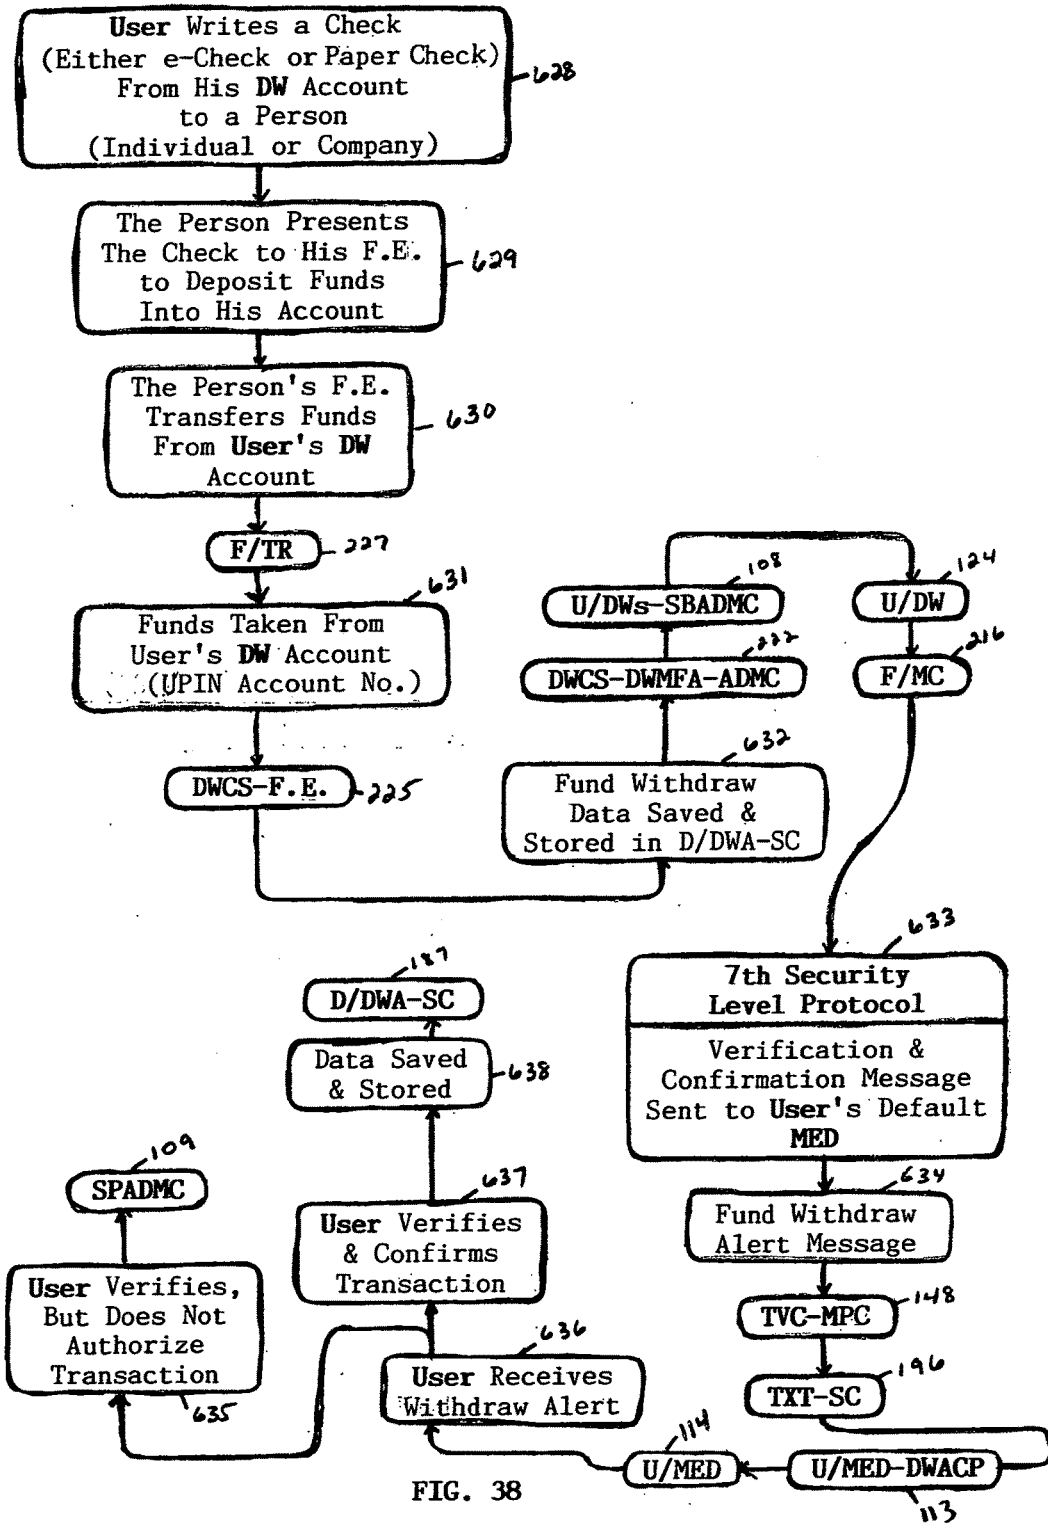 User Writes a Check
(Either e-Check or Paper Check)
From His DW Account
to a Person
(Individual or Company)
628
The Person Presents
The Check to His F.E.
to Deposit Funds
Into His Account
629
The Person's F.E.
Transfers Funds
From User's DW
Account
630
F/TR
227
631
Funds Taken From
User's DW Account
(UPIN Account No.)
DWCS-F.E.
225
632
Fund Withdraw
Data Saved &
Stored in D/DWA-SC
222
DWCS-DWMFA-ADMC
108
U/DWs-SBADMC
124
U/DW
216
F/MC
633
7th Security
Level Protocol
Verification &
Confirmation Message
Sent to User's Default
MED
634
Fund Withdraw
Alert Message
TVC-MPC
148
196
TXT-SC
U/MED-DWACP
113
114
U/MED
636
User Receives
Withdraw Alert
637
User Verifies
& Confirms
Transaction
Data Saved
& Stored
638
187
D/DWA-SC
User Verifies,
But Does Not
Authorize
Transaction
635
109
SPADMC
FIG. 38